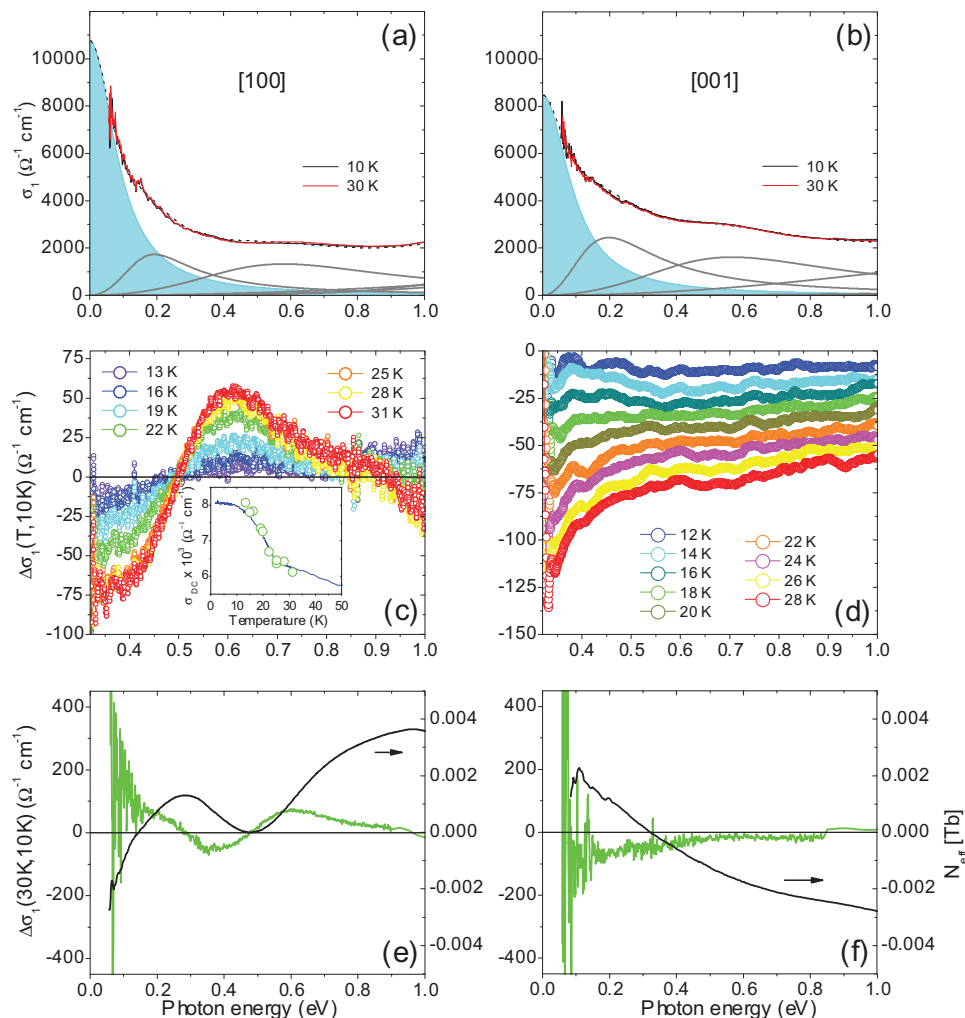 (a)
[100]
10 K
30 K
σ1 (Ω-1 cm-1)
10000
8000
6000
4000
2000
0
0.0 0.2 0.4 0.6 0.8 1.0
(b)
[001]
10 K
30 K
10000
8000
6000
4000
2000
0
0.0 0.2 0.4 0.6 0.8 1.0
Δσ1(T,10K) (Ω-1 cm-1)
75
50
25
0
-25
-50
-75
-100
13 K
16 K
19 K
22 K
25 K
28 K
31 K
σDC x 10^3 (Ω-1 cm-1)
8
7
6
0 10 20 30 40 50
Temperature (K)
(c)
0.4 0.5 0.6 0.7 0.8 0.9 1.0
0
-25
-50
-75
-100
-125
-150
12 K
14 K
16 K
18 K
20 K
22 K
24 K
26 K
28 K
(d)
0.4 0.5 0.6 0.7 0.8 0.9 1.0
Δσ1(30K,10K) (Ω-1 cm-1)
400
200
0
-200
-400
0.004
0.002
0.000
-0.002
-0.004
(e)
0.0 0.2 0.4 0.6 0.8 1.0
Photon energy (eV)
400
200
0
-200
-400
0.004
0.002
0.000
-0.002
-0.004
Neff [Tb]
(f)
0.0 0.2 0.4 0.6 0.8 1.0
Photon energy (eV)